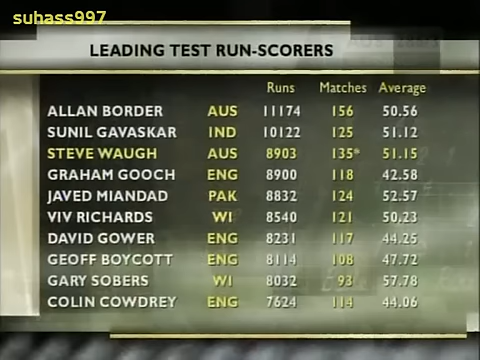 suhass997
LEADING TEST RUN-SCORERS
Runs Matches Average
ALLAN BORDER AUS 11174 156 50.56
SUNIL GAVASKAR IND 10122 125 51.12
STEVE WAUGH AUS 8903 135* 51.15
GRAHAM GOOCH ENG 8900 118 42.58
JAVED MIANDAD PAK 8832 124 52.57
VIV RICHARDS WI 8540 121 50.23
DAVID GOWER ENG 8231 117 44.25
GEOFF BOYCOTT ENG 8114 108 47.72
GARY SOBERS WI 8032 93 57.78
COLIN COWDREY ENG 7624 114 44.06